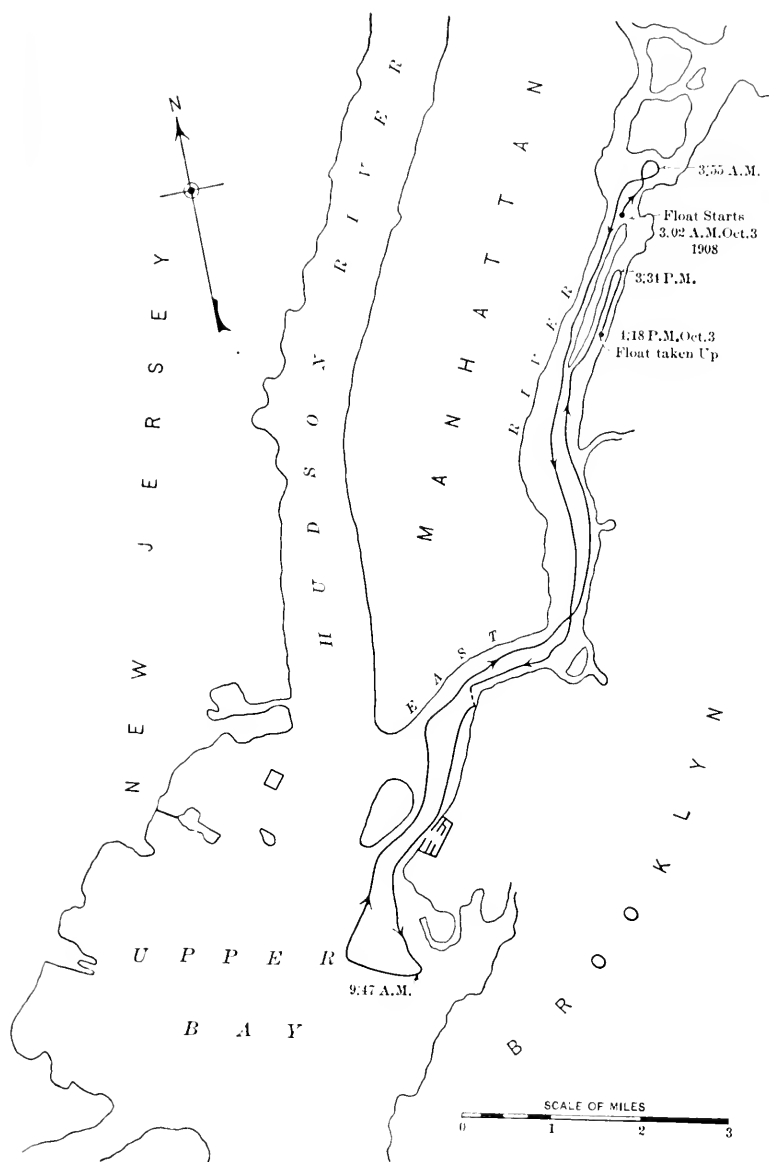 N
HUDSON RIVER
MANHATTAN
NEW JERSEY
EAST RIVER
3;55 A.M.
Float Starts
3.02 A.M.Oct.3
1908
3;34 P.M.
4:18 P.M.Oct.3
Float taken Up
BROOKLYN
UPPER
BAY
9;47 A.M.
SCALE OF MILES
0 1 2 3